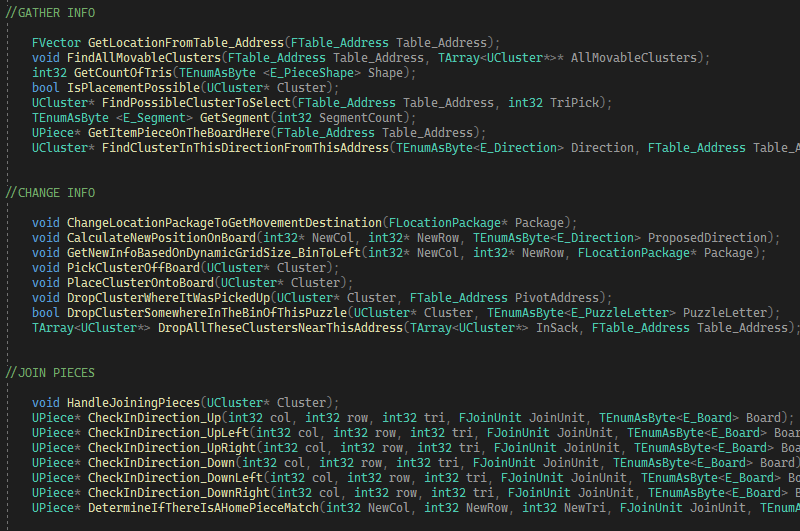 //GATHER INFO
FVector GetLocationFromTable_Address(FTable_Address Table_Address);
void FindAllMovableClusters(FTable_Address Table_Address, TArray<UCluster*>* AllMovableClusters);
int32 GetCountOfTris(TEnumAsByte <E_PieceShape> Shape);
bool IsPlacementPossible(UCluster* Cluster);
UCluster* FindPossibleClusterToSelect(FTable_Address Table_Address, int32 TriPick);
TEnumAsByte <E_Segment> GetSegment(int32 SegmentCount);
UPiece* GetItemPieceOnTheBoardHere(FTable_Address Table_Address);
UCluster* FindClusterInThisDirectionFromThisAddress(TEnumAsByte<E_Direction> Direction, FTable_Address Table_A
//CHANGE INFO
void ChangeLocationPackageToGetMovementDestination(FLocationPackage* Package);
void CalculateNewPositionOnBoard(int32* NewCol, int32* NewRow, TEnumAsByte<E_Direction> ProposedDirection);
void GetNewInfoBasedOnDynamicGridSize_BinToLeft(int32* NewCol, int32* NewRow, FLocationPackage* Package);
void PickClusterOffBoard(UCluster* Cluster);
void PlaceClusterOntoBoard(UCluster* Cluster);
void DropClusterWhereItWasPickedUp(UCluster* Cluster, FTable_Address PivotAddress);
bool DropClusterSomewhereInTheBinOfThisPuzzle(UCluster* Cluster, TEnumAsByte<E_PuzzleLetter> PuzzleLetter);
TArray<UCluster*> DropAllTheseClustersNearThisAddress(TArray<UCluster*> InSack, FTable_Address Table_Address);
//JOIN PIECES
void HandleJoiningPieces(UCluster* Cluster);
UPiece* CheckInDirection_Up(int32 col, int32 row, int32 tri, FJoinUnit JoinUnit, TEnumAsByte<E_Board> Board);
UPiece* CheckInDirection_UpLeft(int32 col, int32 row, int32 tri, FJoinUnit JoinUnit, TEnumAsByte<E_Board> Boa
UPiece* CheckInDirection_UpRight(int32 col, int32 row, int32 tri, FJoinUnit JoinUnit, TEnumAsByte<E_Board> Bo
UPiece* CheckInDirection_Down(int32 col, int32 row, int32 tri, FJoinUnit JoinUnit, TEnumAsByte<E_Board> Board)
UPiece* CheckInDirection_DownLeft(int32 col, int32 row, int32 tri, FJoinUnit JoinUnit, TEnumAsByte<E_Board> B
UPiece* CheckInDirection_DownRight(int32 col, int32 row, int32 tri, FJoinUnit JoinUnit, TEnumAsByte<E_Board>
UPiece* DetermineIfThereIsAHomePieceMatch(int32 NewCol, int32 NewRow, int32 NewTri, FJoinUnit JoinUnit, TEnumA